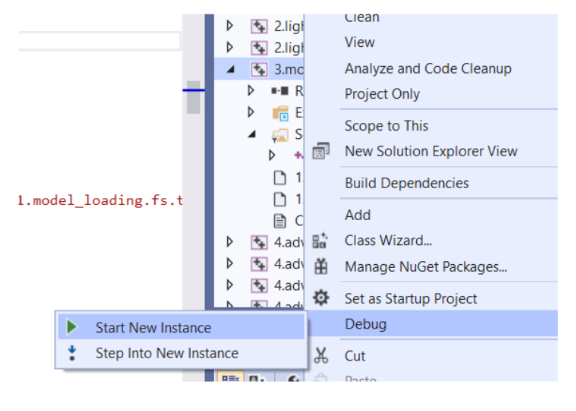 Clean
2.ligh
View
2.ligh
Analyze and Code Cleanup
3.mc
Project Only
R
E
Scope to This
S
New Solution Explorer View
1
Build Dependencies
1.model_loading.fs.t
1
Add
C
Class Wizard...
4.adv
Manage NuGet Packages...
4.adv
Set as Startup Project
4.adv
4.adv
Debug
Start New Instance
Step Into New Instance
Cut
Paste